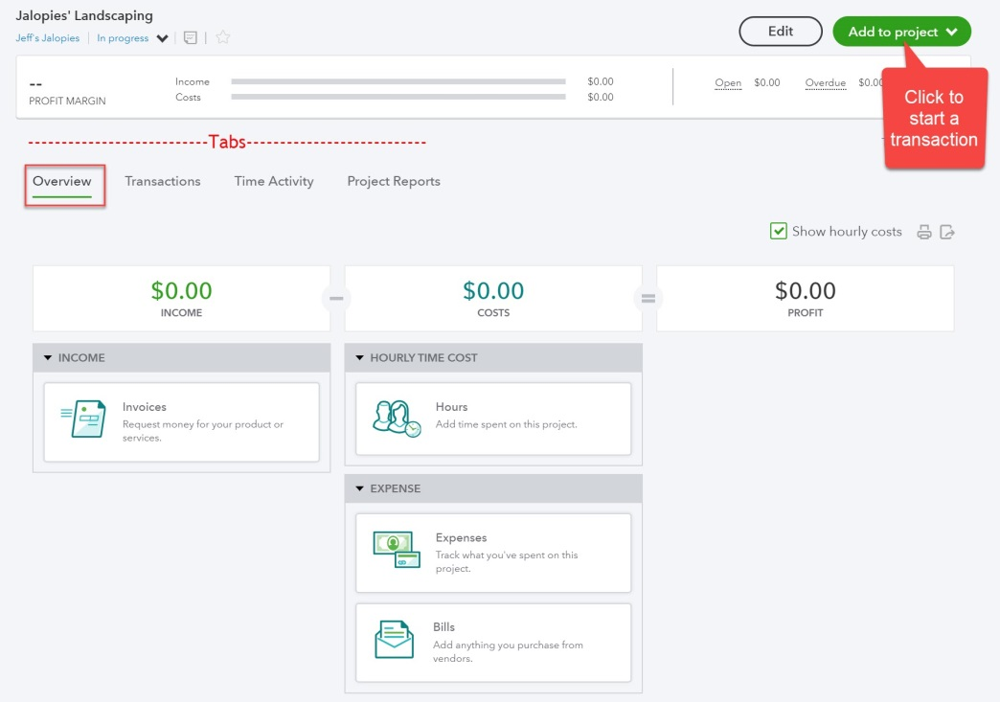 Jalopies' Landscaping
Jeff's Jalopies In progress
Edit
Add to project
Click to
start a
transaction
--
PROFIT MARGIN
Income $0.00
Costs $0.00
Open $0.00 Overdue
-----Tabs-----
Overview Transactions Time Activity Project Reports
Show hourly costs
$0.00
INCOME
$0.00
COSTS
$0.00
PROFIT
INCOME
Invoices
Request money for your product or
services.
HOURLY TIME COST
Hours
Add time spent on this project.
EXPENSE
Expenses
Track what you've spent on this
project.
Bills
Add anything you purchase from
vendors.